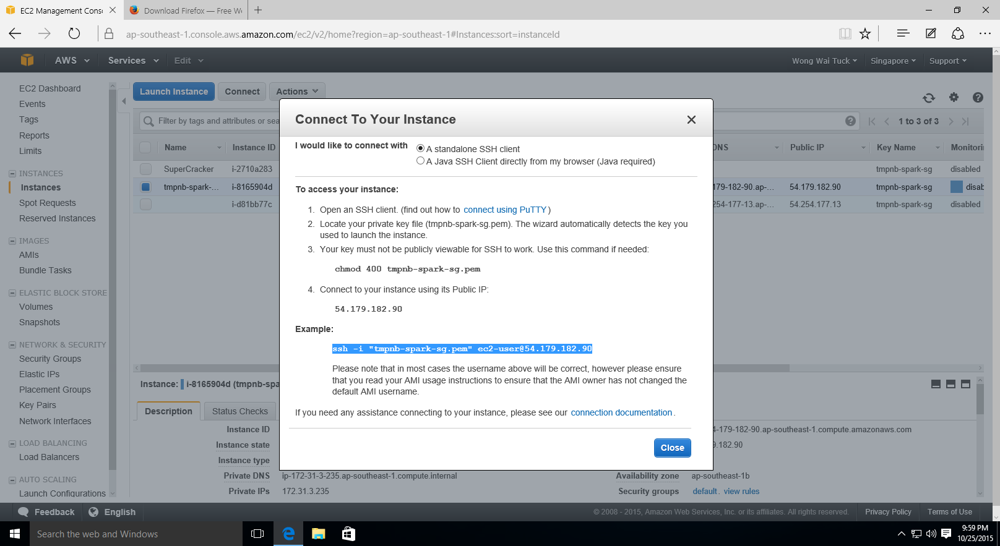 EC2 Management Conso
Download Firefox — Free W
ap-southeast-1.console.aws.amazon.com/ec2/v2/home?region=ap-southeast-1#Instances:sort=instanceId
AWS Services Edit Wong Wai Tuck Singapore Support
EC2 Dashboard
Events
Tags
Reports
Limits
INSTANCES
Instances
Spot Requests
Reserved Instances
IMAGES
AMIs
Bundle Tasks
ELASTIC BLOCK STORE
Volumes
Snapshots
NETWORK & SECURITY
Security Groups
Elastic IPs
Placement Groups
Key Pairs
Network Interfaces
LOAD BALANCING
Load Balancers
AUTO SCALING
Launch Configurations
Launch Instance Connect Actions
Filter by tags and attributes or sea
1 to 3 of 3
Name Instance ID DNS Public IP Key Name Monitori
SuperCracker i-2710a283 tmpnb-spark-sg disabled
tmpnb-spark-... i-8165904d 179-182-90.ap-... 54.179.182.90 tmpnb-spark-sg disab
i-d81bb77c 254-177-13.ap-... 54.254.177.13 tmpnb-spark-sg disabled
Connect To Your Instance
I would like to connect with
A standalone SSH client
A Java SSH Client directly from my browser (Java required)
To access your instance:
1. Open an SSH client. (find out how to connect using PuTTY)
2. Locate your private key file (tmpnb-spark-sg.pem). The wizard automatically detects the key you
used to launch the instance.
3. Your key must not be publicly viewable for SSH to work. Use this command if needed:
chmod 400 tmpnb-spark-sg.pem
4. Connect to your instance using its Public IP:
54.179.182.90
Example:
ssh -i "tmpnb-spark-sg.pem" ec2-user@54.179.182.90
Please note that in most cases the username above will be correct, however please ensure
that you read your AMI usage instructions to ensure that the AMI owner has not changed the
default AMI username.
If you need any assistance connecting to your instance, please see our connection documentation.
Close
Instance: i-8165904d (tmpnb-spa
Description Status Checks
Instance ID 4-179-182-90.ap-southeast-1.compute.amazonaws.com
Instance state 9.182.90
Instance type
Private DNS ip-172-31-3-235.ap-southeast-1.compute.internal Availability zone ap-southeast-1b
Private IPs 172.31.3.235 Security groups default. view rules
Feedback English © 2008 - 2015, Amazon Web Services, Inc. or its affiliates. All rights reserved. Privacy Policy Terms of Use
Search the web and Windows
9:59 PM
10/25/2015